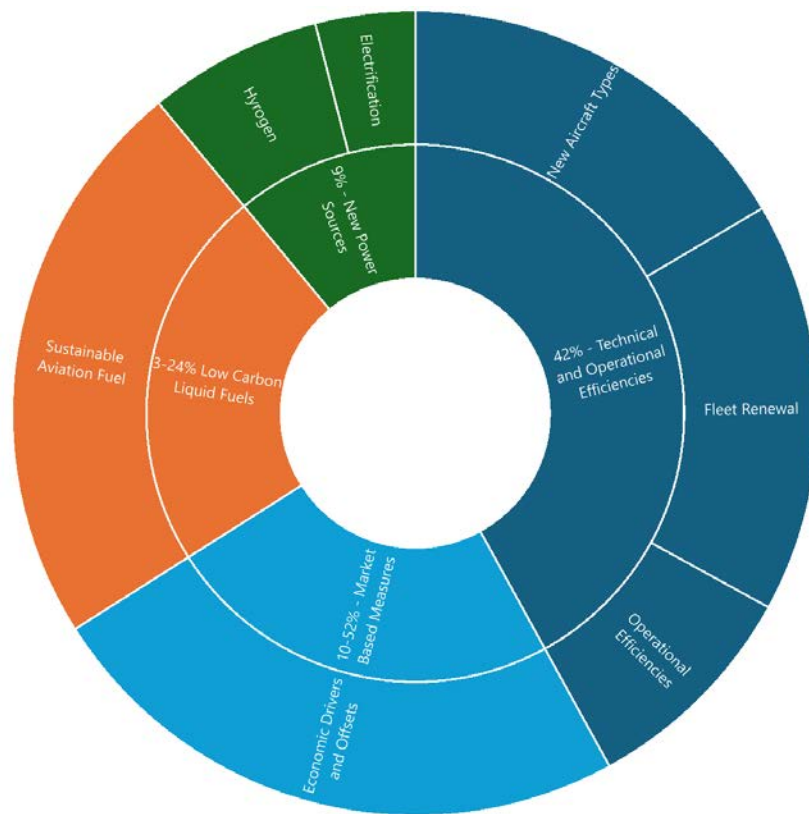 Hyrogen
Electrification
New Aircraft Types
9% - New Power
Sources
Sustainable
Aviation Fuel
3-24% Low Carbon
Liquid Fuels
42% - Technical
and Operational
Efficiencies
Fleet Renewal
10-52% - Market
Based Measures
Operational
Efficiencies
Economic Drivers
and Offsets